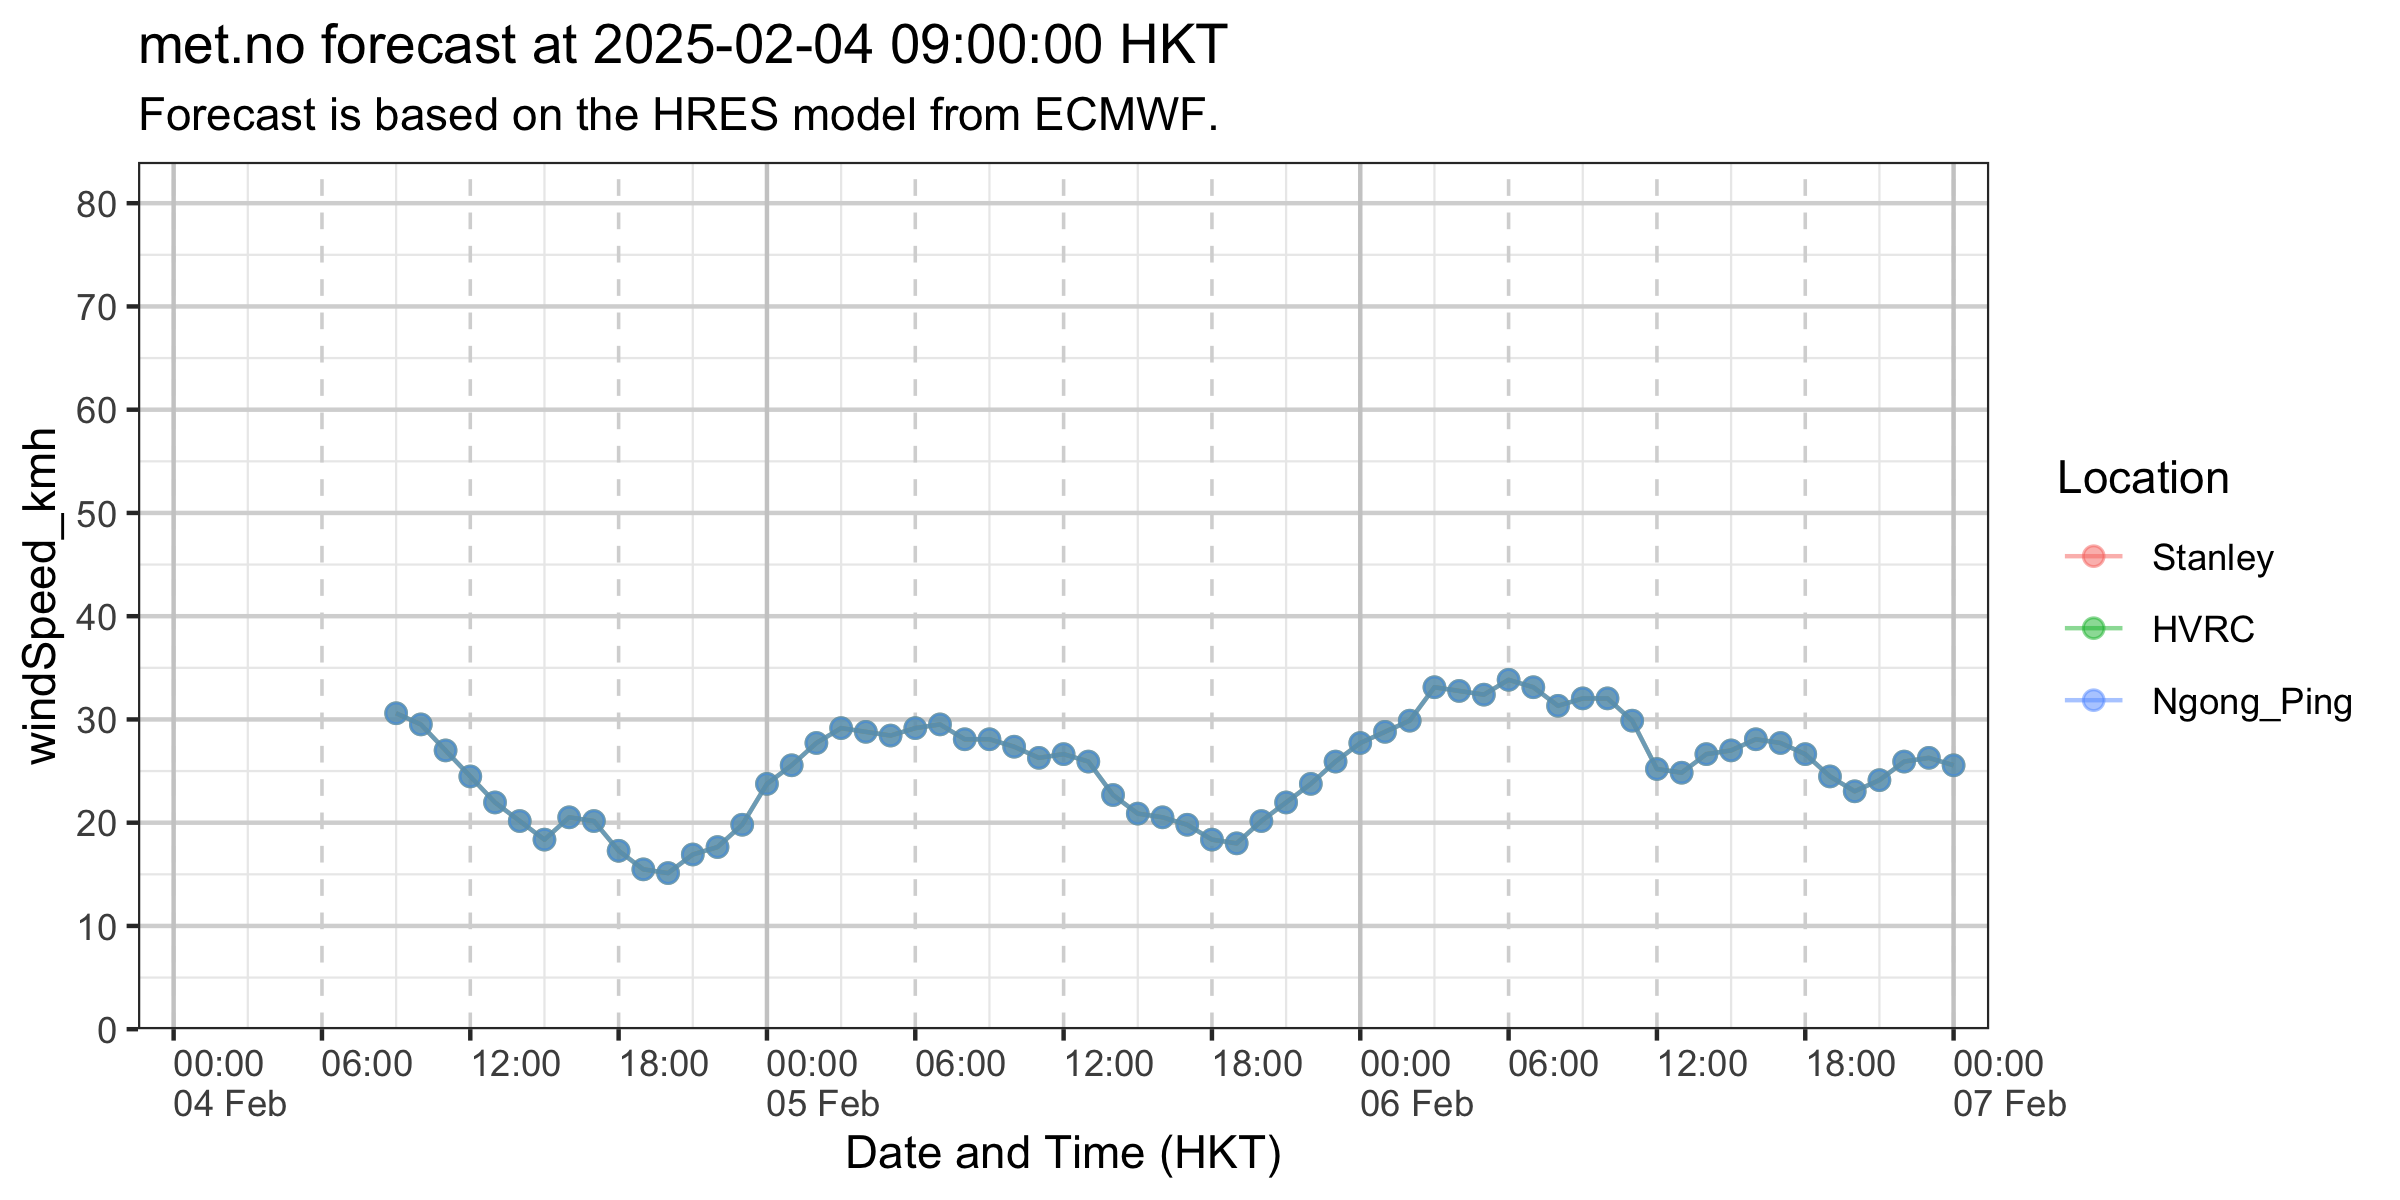 met.no forecast at 2025-02-04 09:00:00 HKT
Forecast is based on the HRES model from ECMWF.
windSpeed_kmh
80
70
60
50
40
30
20
10
0
00:00 06:00 12:00 18:00 00:00 06:00 12:00 18:00 00:00 06:00 12:00 18:00 00:00
04 Feb 05 Feb 06 Feb 07 Feb
Date and Time (HKT)
Location
Stanley
HVRC
Ngong_Ping